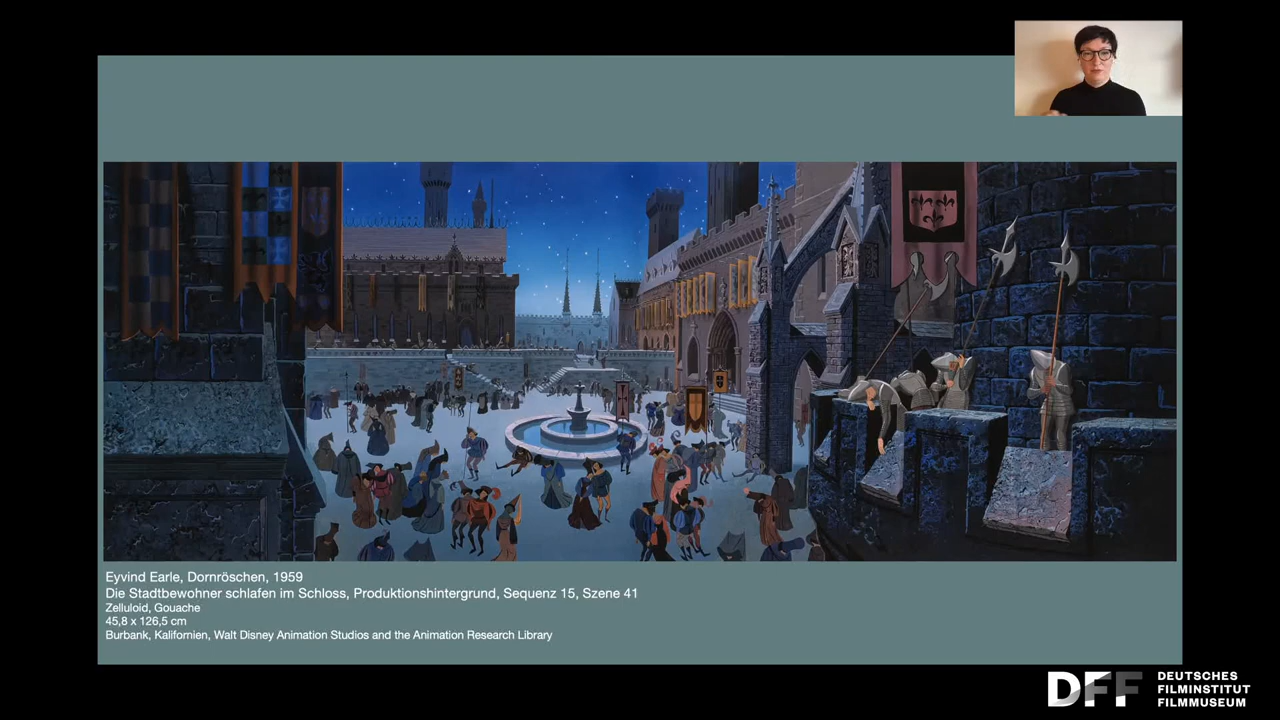 Eyvind Earle, Dornröschen, 1959
Die Stadtbewohner schlafen im Schloss, Produktionshintergrund, Sequenz 15, Szene 41
Zelluloid, Gouache
45,8 x 126,5 cm
Burbank, Kalifornien, Walt Disney Animation Studios and the Animation Research Library
DFF
DEUTSCHES
FILMINSTITUT
FILMMUSEUM